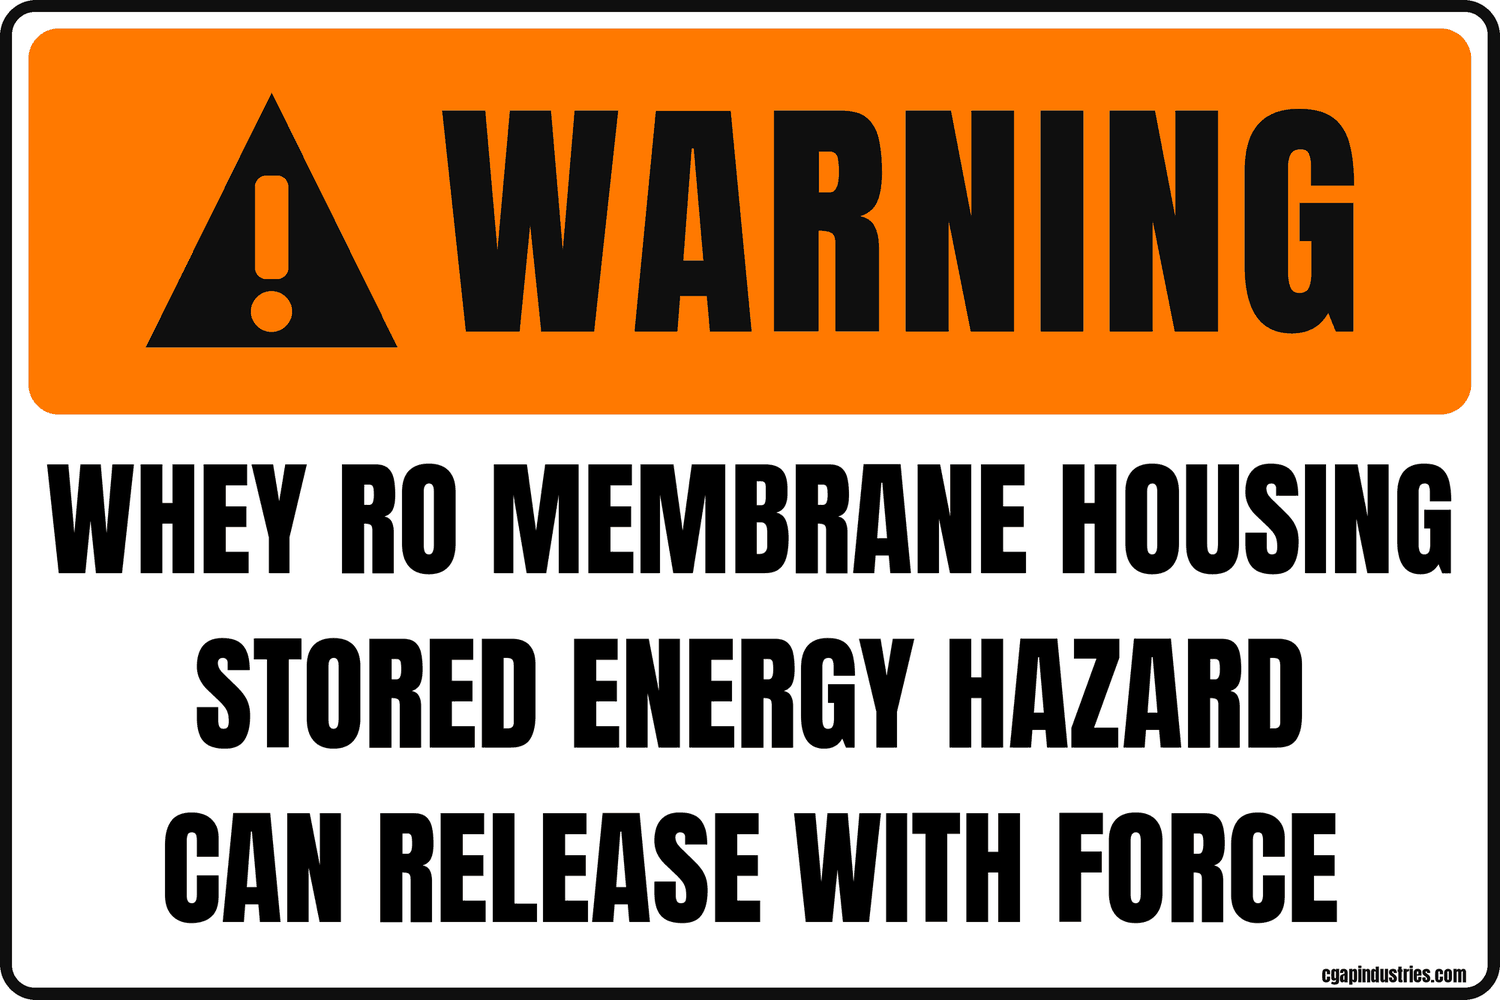 WARNING
WHEY RO MEMBRANE HOUSING
STORED ENERGY HAZARD
CAN RELEASE WITH FORCE
cgapindustries.com